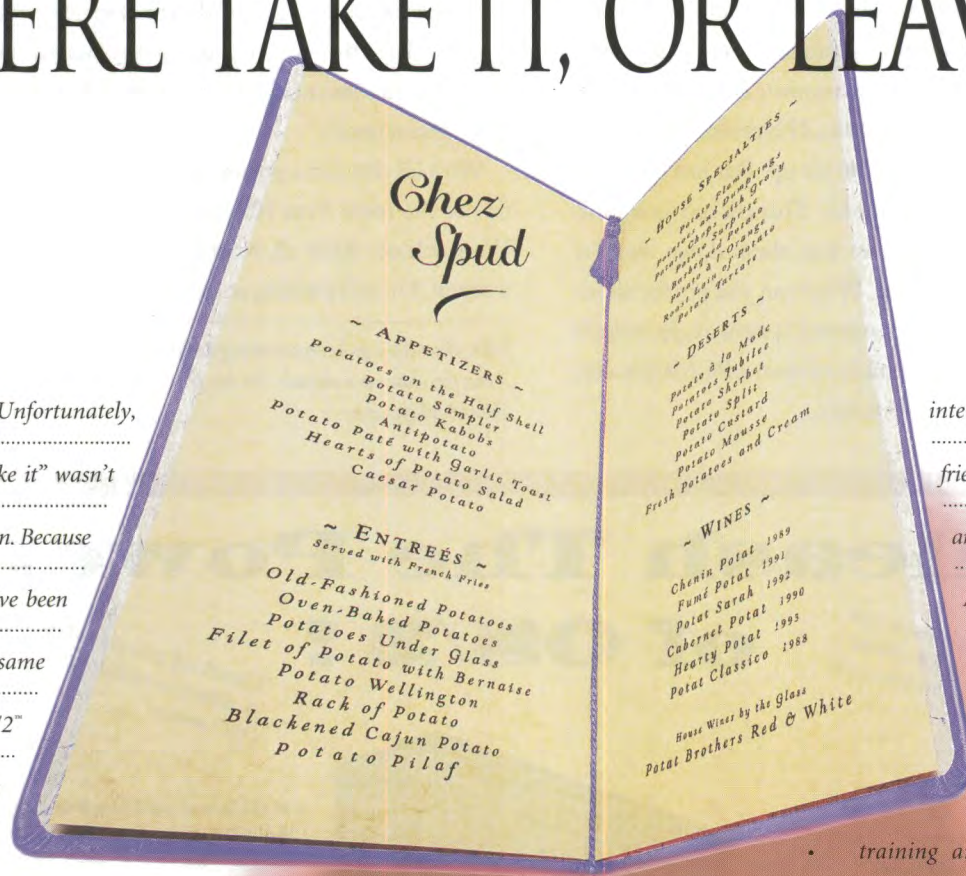 ERE TAKE IT, OR LEAV
Chez
Spud
~ APPETIZERS ~
Potatoes on the Half Shell
Potato Sampler
Potato Kabobs
Antipotato
Potato Paté with Garlic Toast
Hearts of Potato Salad
Caesar Potato
~ ENTREÉS ~
Served with French Fries
Old-Fashioned Potatoes
Oven-Baked Potatoes
Potatoes Under Glass
Filet of Potato with Bernaise
Potato Wellington
Rack of Potato
Blackened Cajun Potato
Potato Pilaf
~ HOUSE SPECIALTIES ~
Potato Flambé
Potatoes and Dumplings
Potato Chops with Gravy
Potato Surprise
Barbequed Potato
Potato à l'Orange
Roast Loin of Potato
Potato Tartare
~ DESERTS ~
Potato à la Mode
Potatoes Jubilee
Potato Sherbet
Potato Split
Potato Custard
Potato Mousse
Fresh Potatoes and Cream
~ WINES ~
Chenin Potat 1989
Fumé Potat 1991
Potat Sarah 1992
Cabernet Potat 1990
Hearty Potat 1993
Potat Classico 1988
House Wines by the Glass
Potat Brothers Red & White
Unfortunately,
ke it" wasn't
n. Because
ve been
same
2™
inte
frie
an
training a